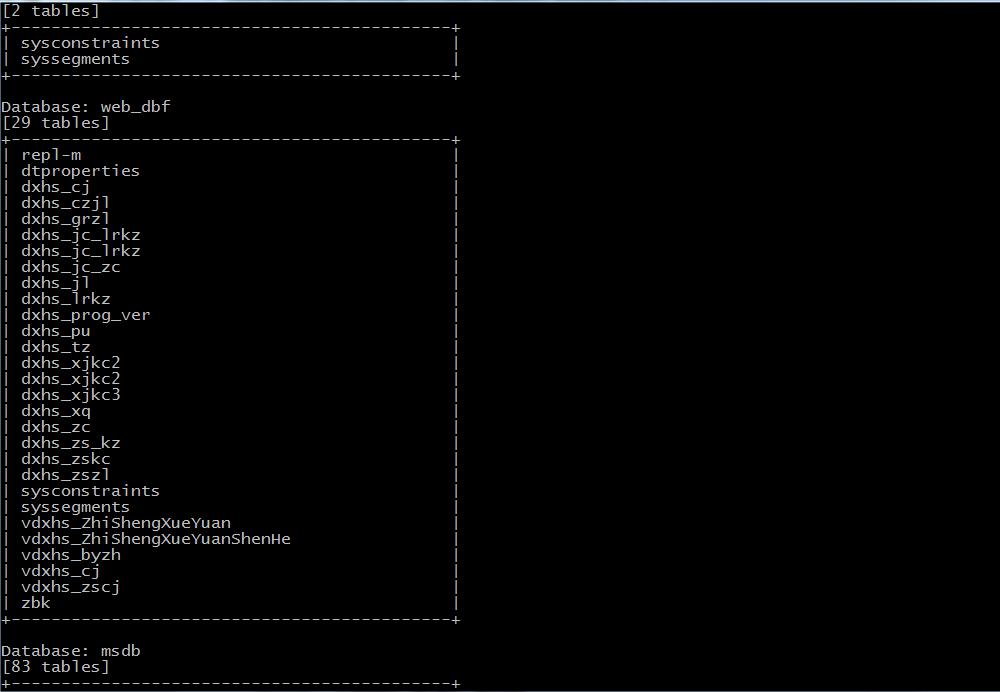 [2 tables]
+--------------------------------------------+
| sysconstraints                             |
| syssegments                                |
+--------------------------------------------+
Database: web_dbf
[29 tables]
+--------------------------------------------+
| repl-m                                     |
| dtproperties                               |
| dxhs_cj                                    |
| dxhs_czjl                                  |
| dxhs_grzl                                  |
| dxhs_jc_lrkz                               |
| dxhs_jc_lrkz                               |
| dxhs_jc_zc                                 |
| dxhs_jl                                    |
| dxhs_lrkz                                  |
| dxhs_prog_ver                              |
| dxhs_pu                                    |
| dxhs_tz                                    |
| dxhs_xjkc2                                 |
| dxhs_xjkc2                                 |
| dxhs_xjkc3                                 |
| dxhs_xq                                    |
| dxhs_zc                                    |
| dxhs_zs_kz                                 |
| dxhs_zskc                                  |
| dxhs_zszl                                  |
| sysconstraints                             |
| syssegments                                |
| vdxhs_ZhiShengXueYuan                      |
| vdxhs_ZhiShengXueYuanShenHe                |
| vdxhs_byzh                                 |
| vdxhs_cj                                   |
| vdxhs_zscj                                 |
| zbk                                        |
+--------------------------------------------+
Database: msdb
[83 tables]
+--------------------------------------------+